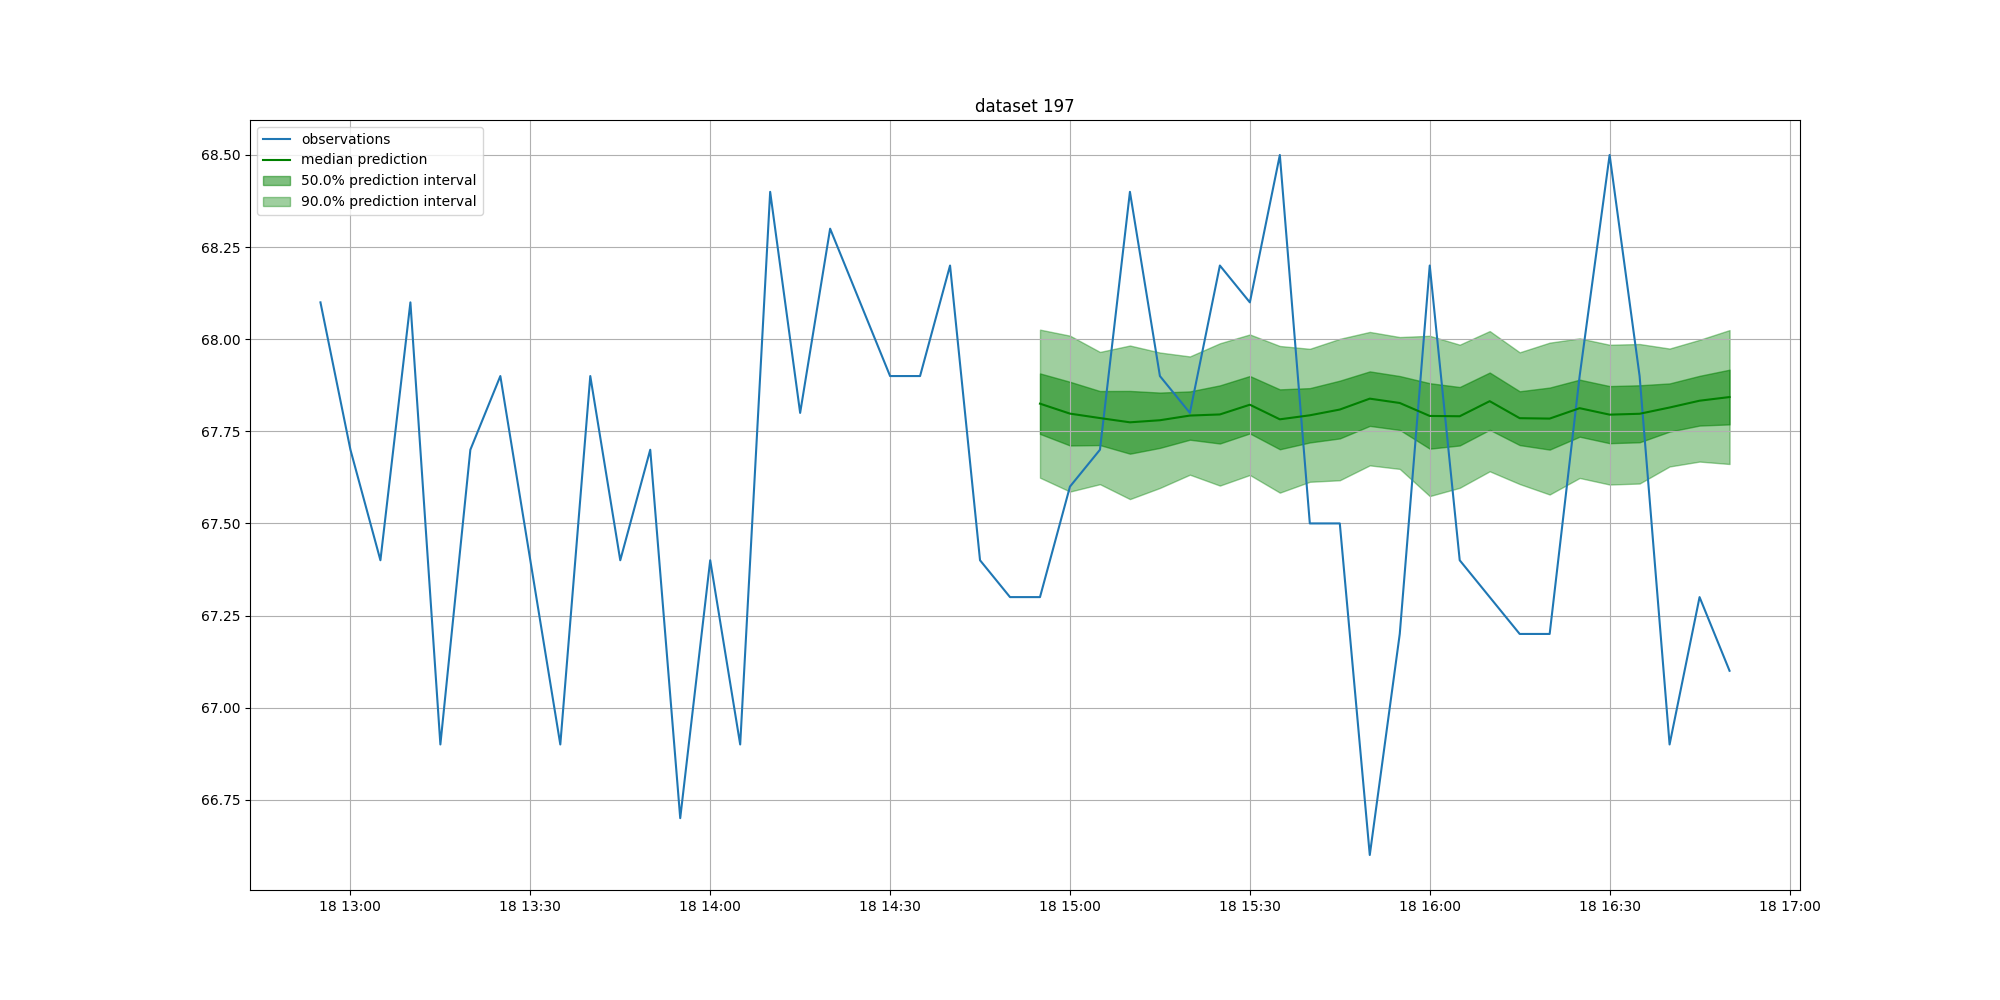 dataset 197
observations
median prediction
50.0% prediction interval
90.0% prediction interval
68.50
68.25
68.00
67.75
67.50
67.25
67.00
66.75
18 13:00 18 13:30 18 14:00 18 14:30 18 15:00 18 15:30 18 16:00 18 16:30 18 17:00